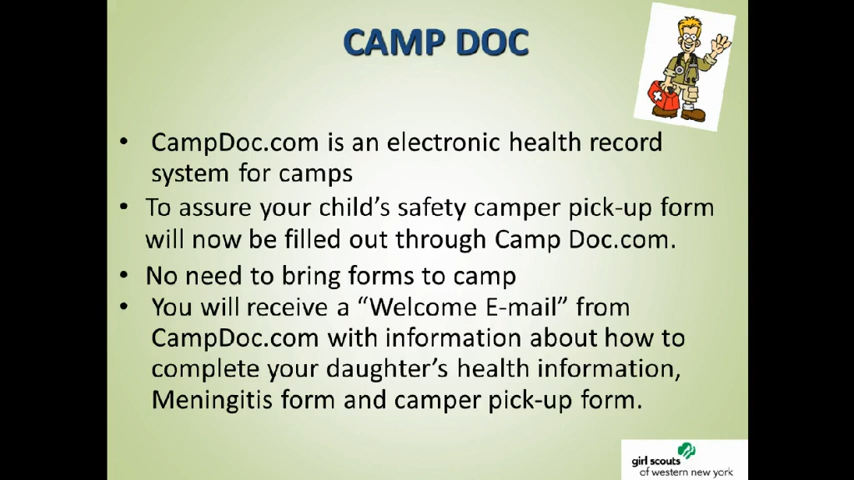 CAMP DOC
• CampDoc.com is an electronic health record
system for camps
• To assure your child's safety camper pick-up form
will now be filled out through Camp Doc.com.
• No need to bring forms to camp
• You will receive a “Welcome E-mail” from
CampDoc.com with information about how to
complete your daughter's health information,
Meningitis form and camper pick-up form.
girl scouts
of western new york